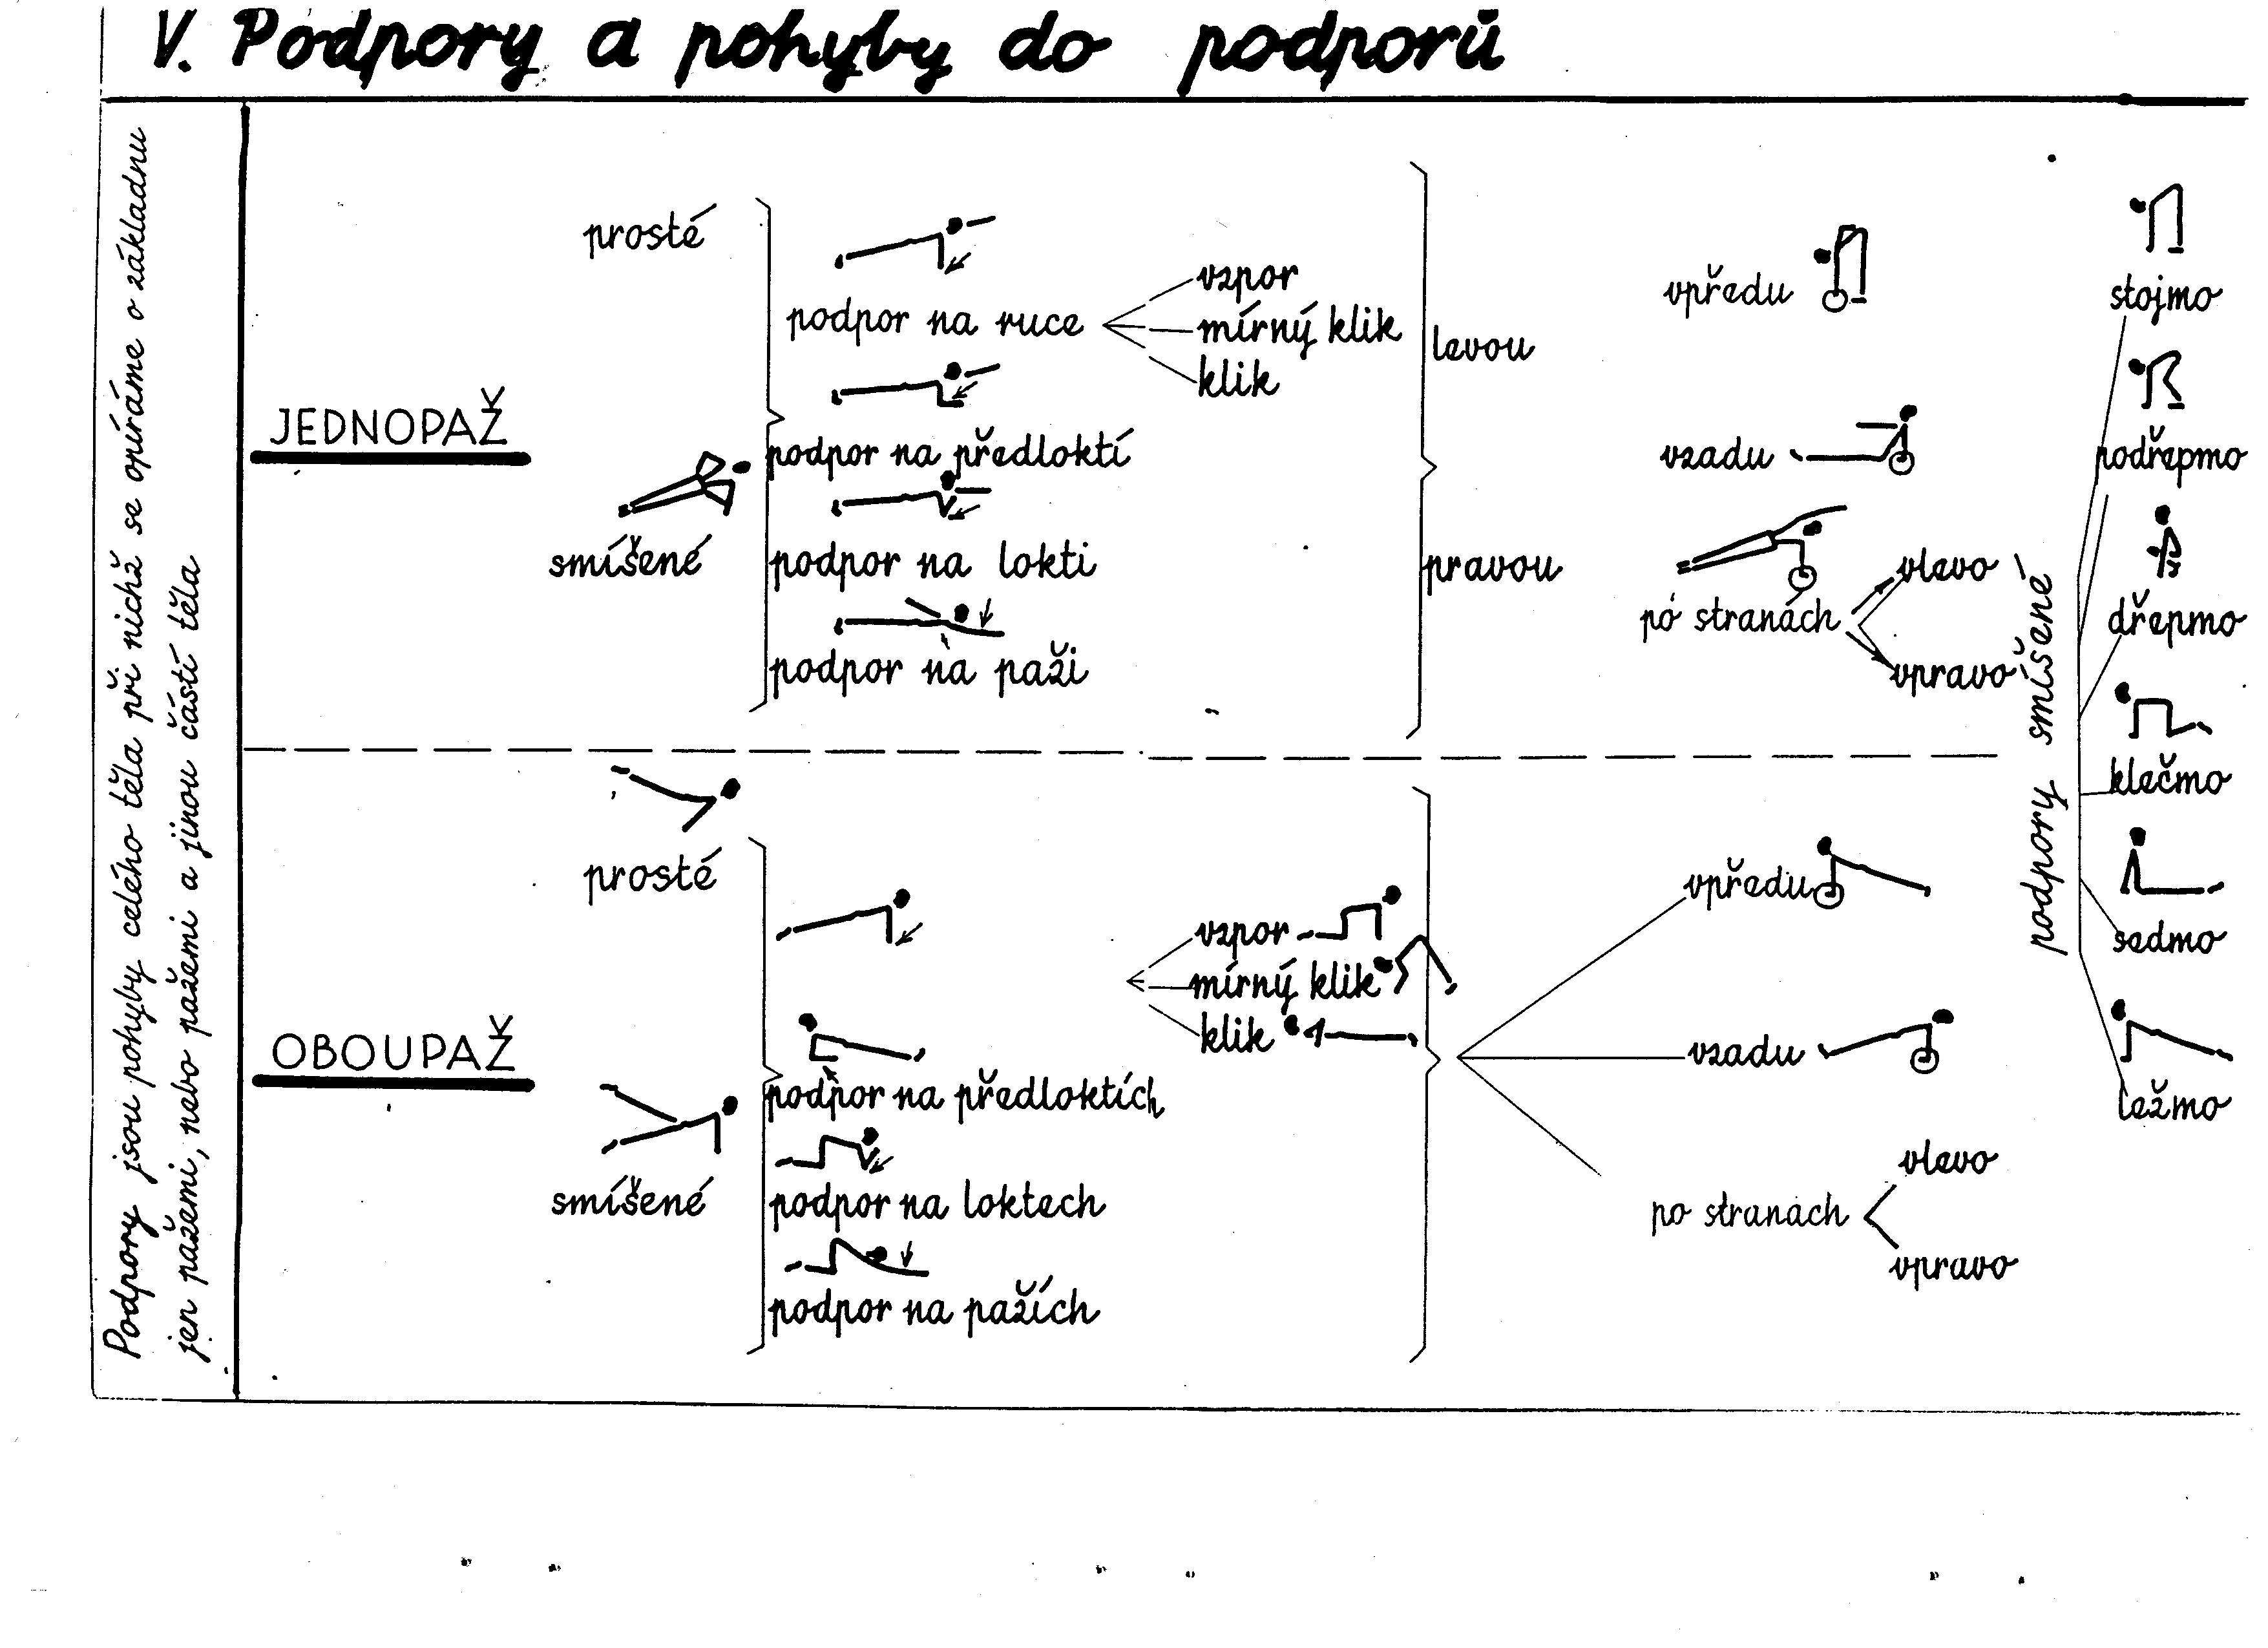 V. Podpory a pohyby do podporů
Podpory jsou pohyby celého těla při nichž se opíráme o základnu
jen pažemi, nebo pažemi a jinou částí těla
JEDNOPAŽ
prosté
smíšené
podpor na ruce
vzpor
mírný klik
klik
podpor na předloktí
podpor na lokti
podpor na paži
levou
pravou
vpředu
vzadu
po stranách
vlevo
vpravo
OBOUPAŽ
prosté
smíšené
vzpor
mírný klik
klik
podpor na předloktích
podpor na loktech
podpor na pažích
vpředu
vzadu
po stranách
vlevo
vpravo
podpory smíšené
stojmo
podřepmo
dřepmo
klečmo
sedmo
ležmo